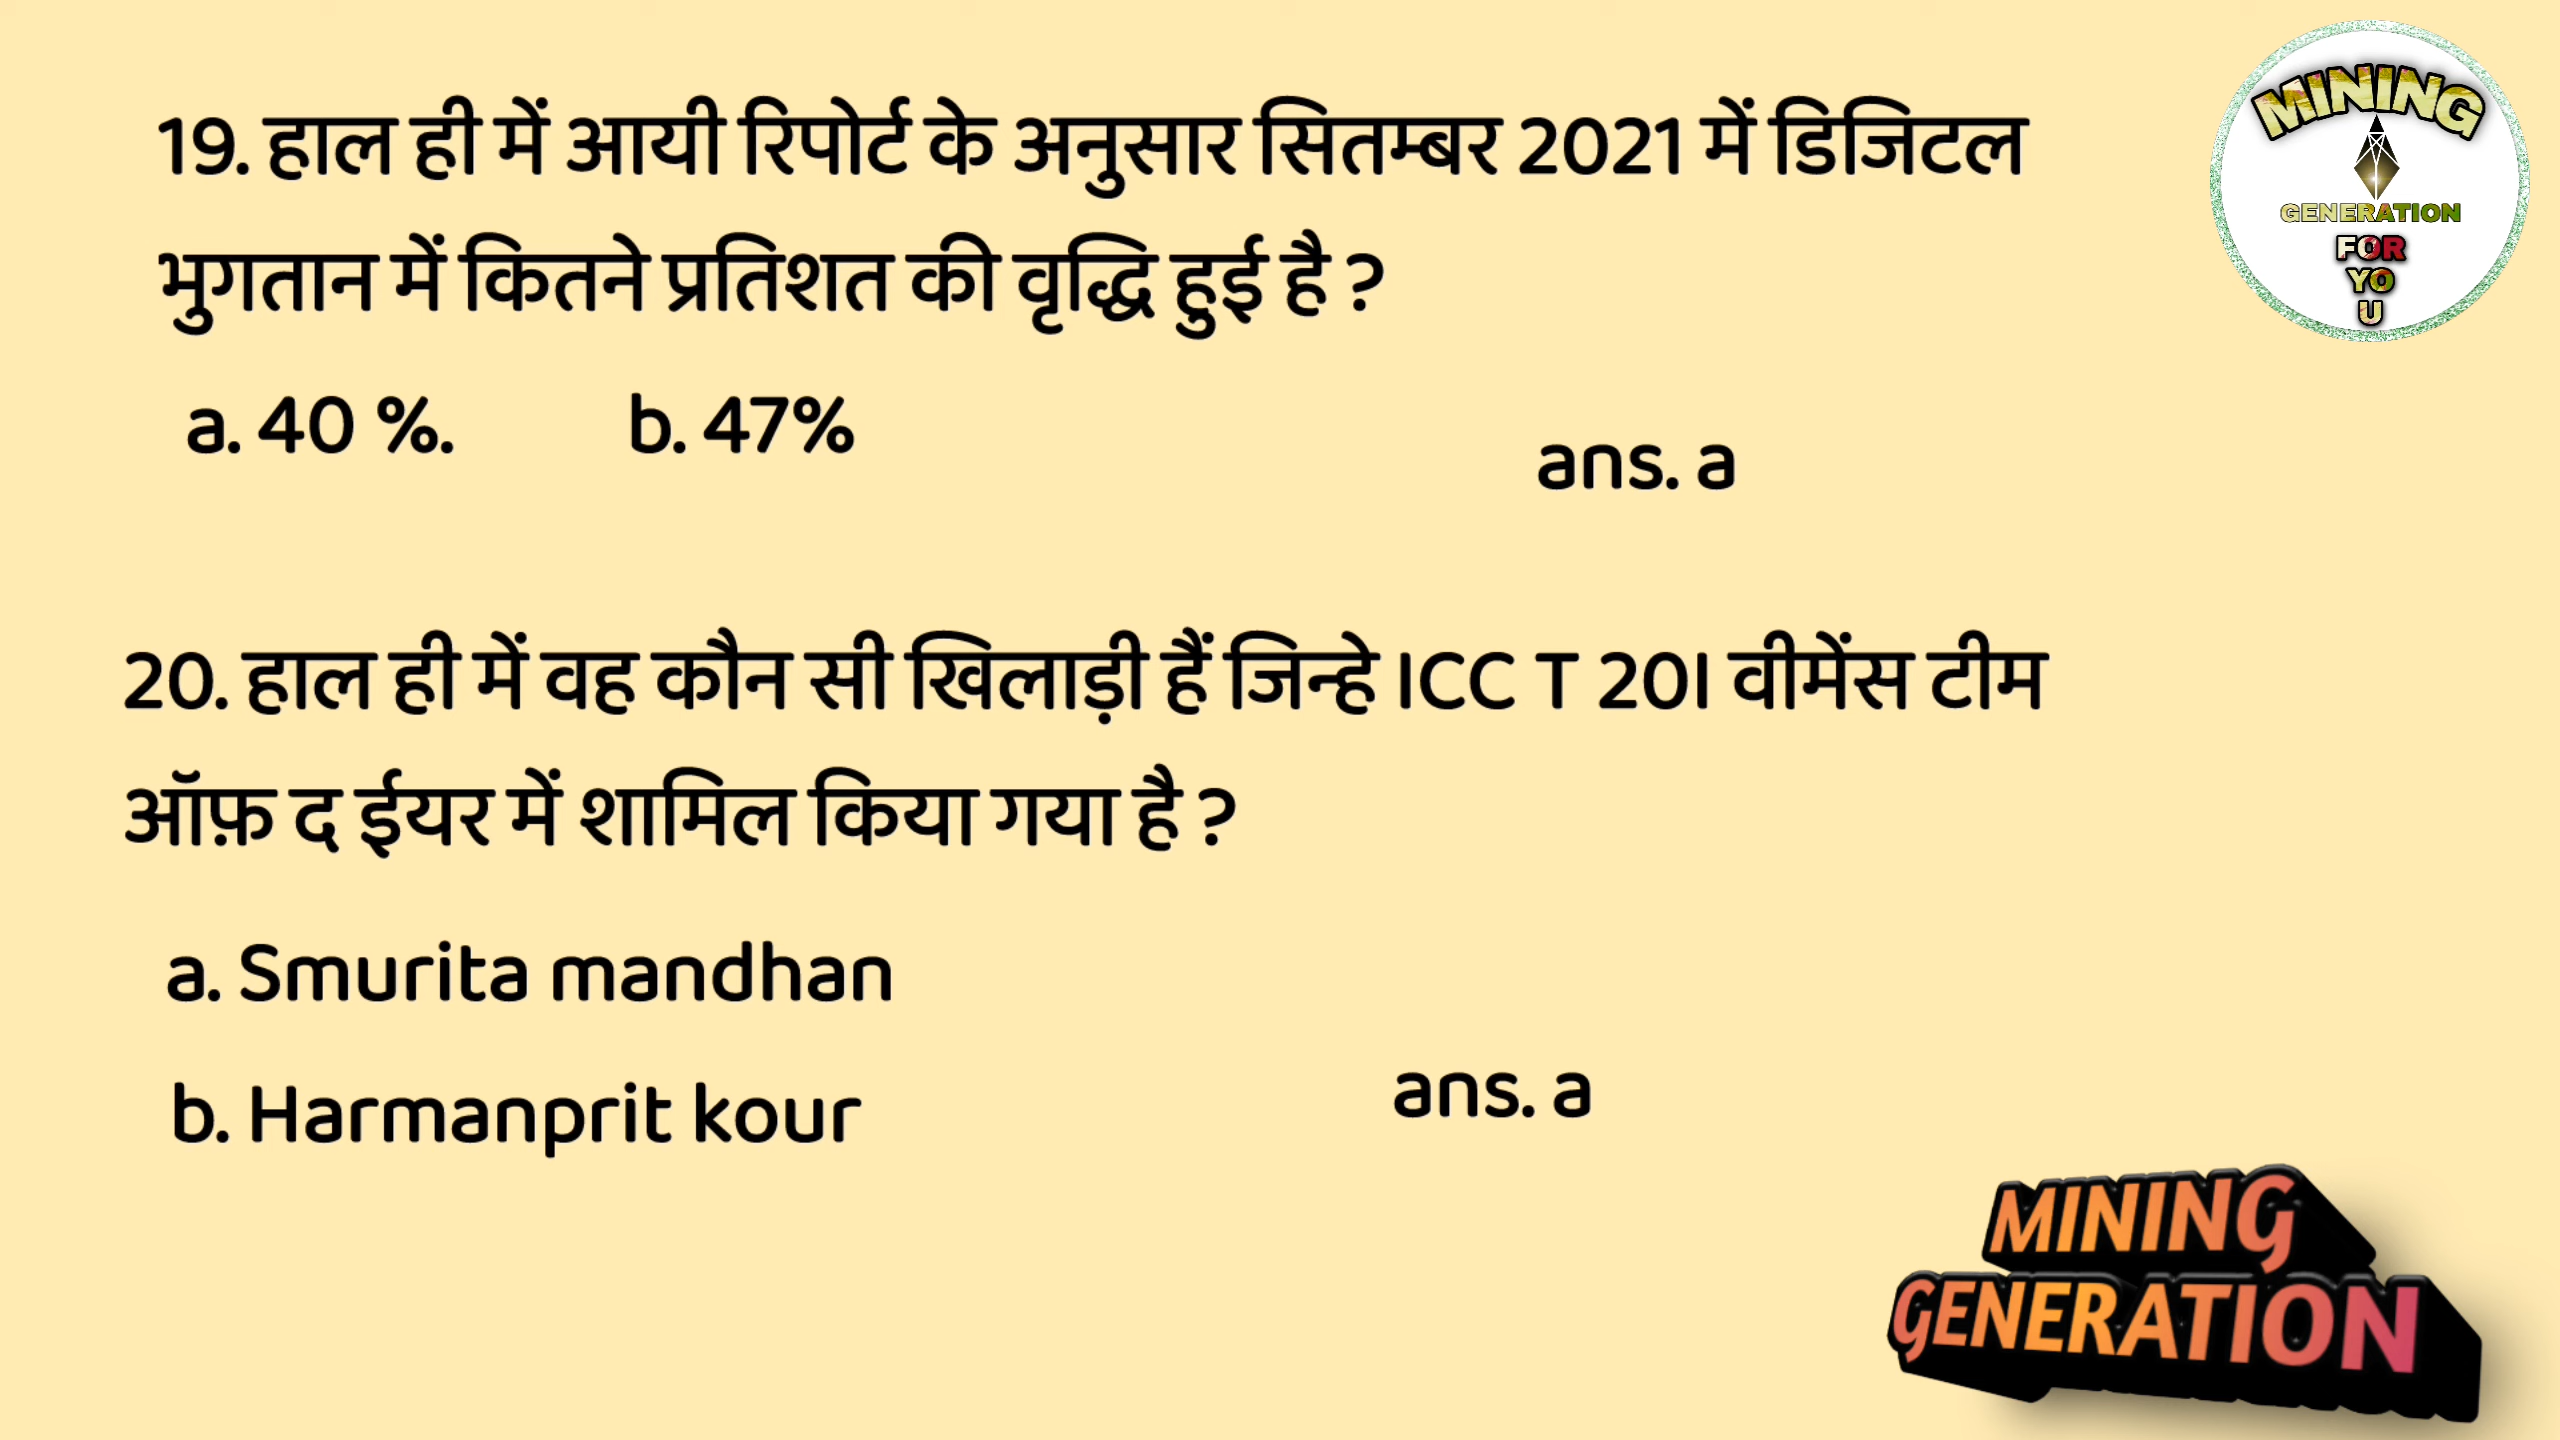 19. हाल ही में आयी रिपोर्ट के अनुसार सितम्बर 2021 में डिजिटल
भुगतान में कितने प्रतिशत की वृद्धि हुई है ?
a. 40 %. b. 47%
ans. a
20. हाल ही में वह कौन सी खिलाड़ी हैं जिन्हे ICC T 20I वीमेंस टीम
ऑफ़ द ईयर में शामिल किया गया है ?
a. Smurita mandhan
b. Harmanprit kour
ans. a
MINING
GENERATION
FOR
YO
U
MINING
GENERATION